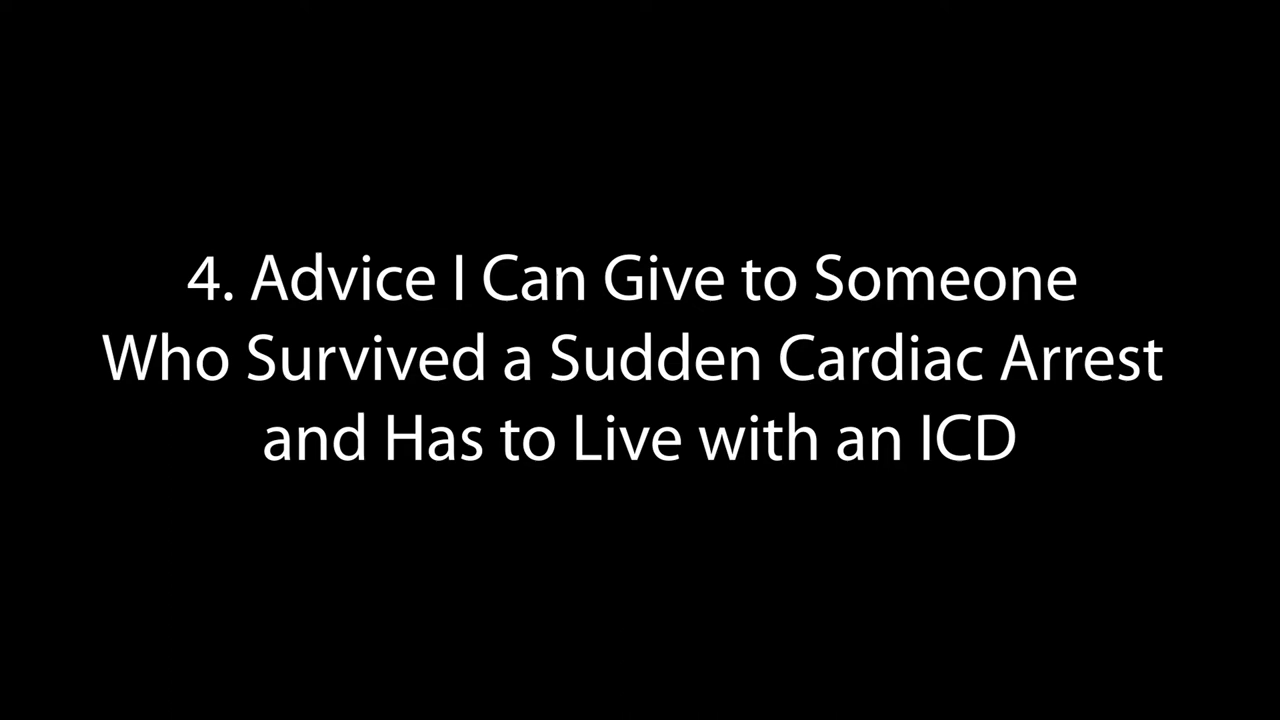 4. Advice I Can Give to Someone
Who Survived a Sudden Cardiac Arrest
and Has to Live with an ICD